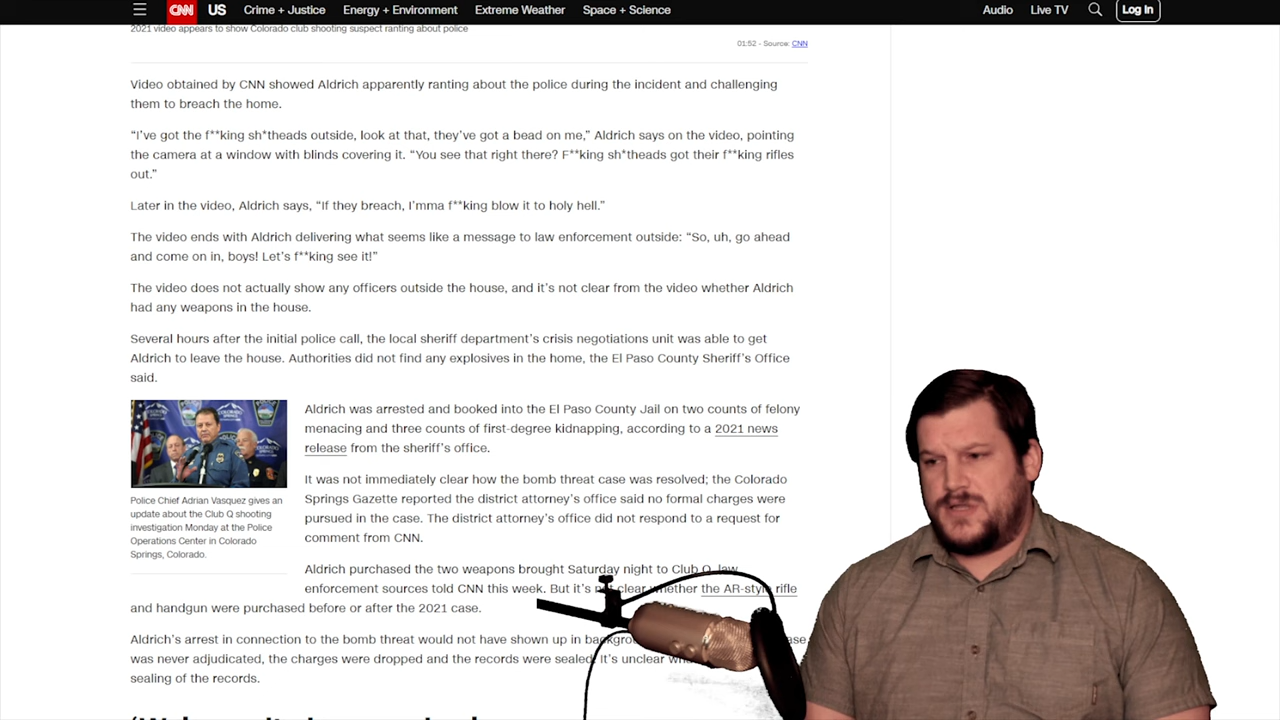 CNN US Crime + Justice Energy + Environment Extreme Weather Space + Science Audio Live TV Log In
2021 video appears to show Colorado club shooting suspect ranting about police
01:52 - Source: CNN
Video obtained by CNN showed Aldrich apparently ranting about the police during the incident and challenging
them to breach the home.
“I’ve got the f**king sh*theads outside, look at that, they’ve got a bead on me,” Aldrich says on the video, pointing
the camera at a window with blinds covering it. “You see that right there? F**king sh*theads got their f**king rifles
out.”
Later in the video, Aldrich says, “If they breach, I’mma f**king blow it to holy hell.”
The video ends with Aldrich delivering what seems like a message to law enforcement outside: “So, uh, go ahead
and come on in, boys! Let’s f**king see it!”
The video does not actually show any officers outside the house, and it’s not clear from the video whether Aldrich
had any weapons in the house.
Several hours after the initial police call, the local sheriff department’s crisis negotiations unit was able to get
Aldrich to leave the house. Authorities did not find any explosives in the home, the El Paso County Sheriff’s Office
said.
Police Chief Adrian Vasquez gives an
update about the Club Q shooting
investigation Monday at the Police
Operations Center in Colorado
Springs, Colorado.
Aldrich was arrested and booked into the El Paso County Jail on two counts of felony
menacing and three counts of first-degree kidnapping, according to a 2021 news
release from the sheriff’s office.
It was not immediately clear how the bomb threat case was resolved; the Colorado
Springs Gazette reported the district attorney’s office said no formal charges were
pursued in the case. The district attorney’s office did not respond to a request for
comment from CNN.
Aldrich purchased the two weapons brought Saturday night to Club Q, law
enforcement sources told CNN this week. But it’s not clear whether the AR-style rifle
and handgun were purchased before or after the 2021 case.
Aldrich’s arrest in connection to the bomb threat would not have shown up in
was never adjudicated, the charges were dropped and the records were sealed. It’s unclear
sealing of the records.